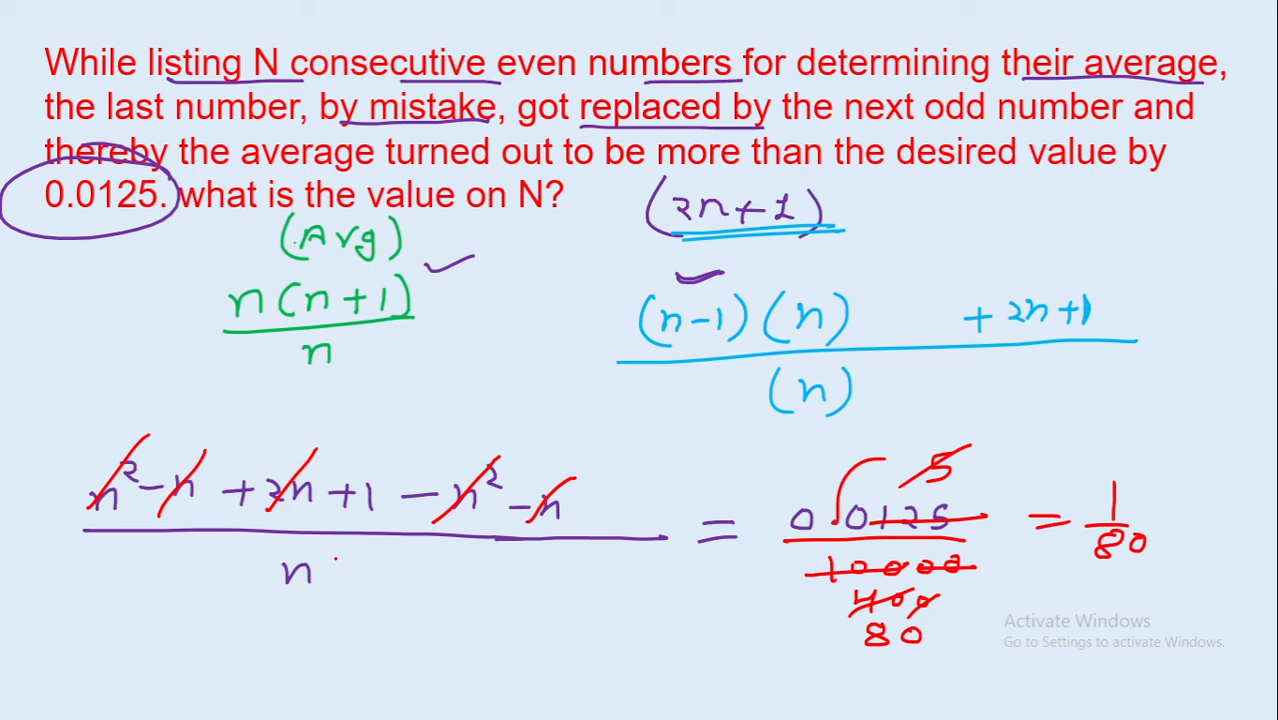 While listing N consecutive even numbers for determining their average,
the last number, by mistake, got replaced by the next odd number and
thereby the average turned out to be more than the desired value by
0.0125. what is the value on N?
(Avg)
n(n+1)
n
(2n+1)
(n-1)(n) +2n+1
(n)
n²-n+2n+1-n²-n
n
=
5
0.0125
10000
400
80
= 1
80
Activate Windows
Go to Settings to activate Windows.